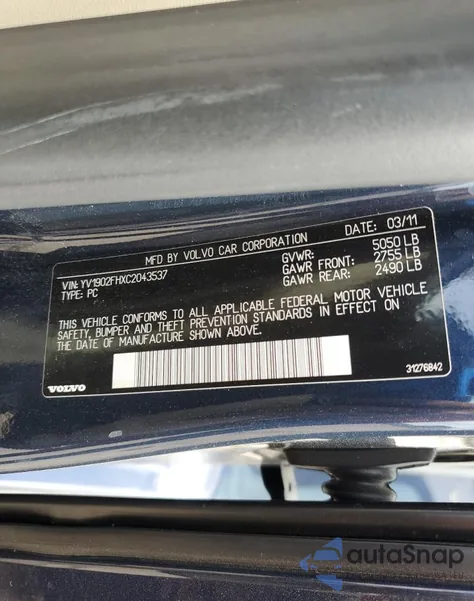 MFD BY VOLVO CAR CORPORATION DATE: 03/11
VIN: YV1902FHXC2043537 GVWR: 5050 LB
TYPE: PC GAWR FRONT: 2755 LB
GAWR REAR: 2490 LB
THIS VEHICLE CONFORMS TO ALL APPLICABLE FEDERAL MOTOR VEHICLE
SAFETY, BUMPER, AND THEFT PREVENTION STANDARDS IN EFFECT ON
THE DATE OF MANUFACTURE SHOWN ABOVE.
VOLVO 31276842
autaSnap